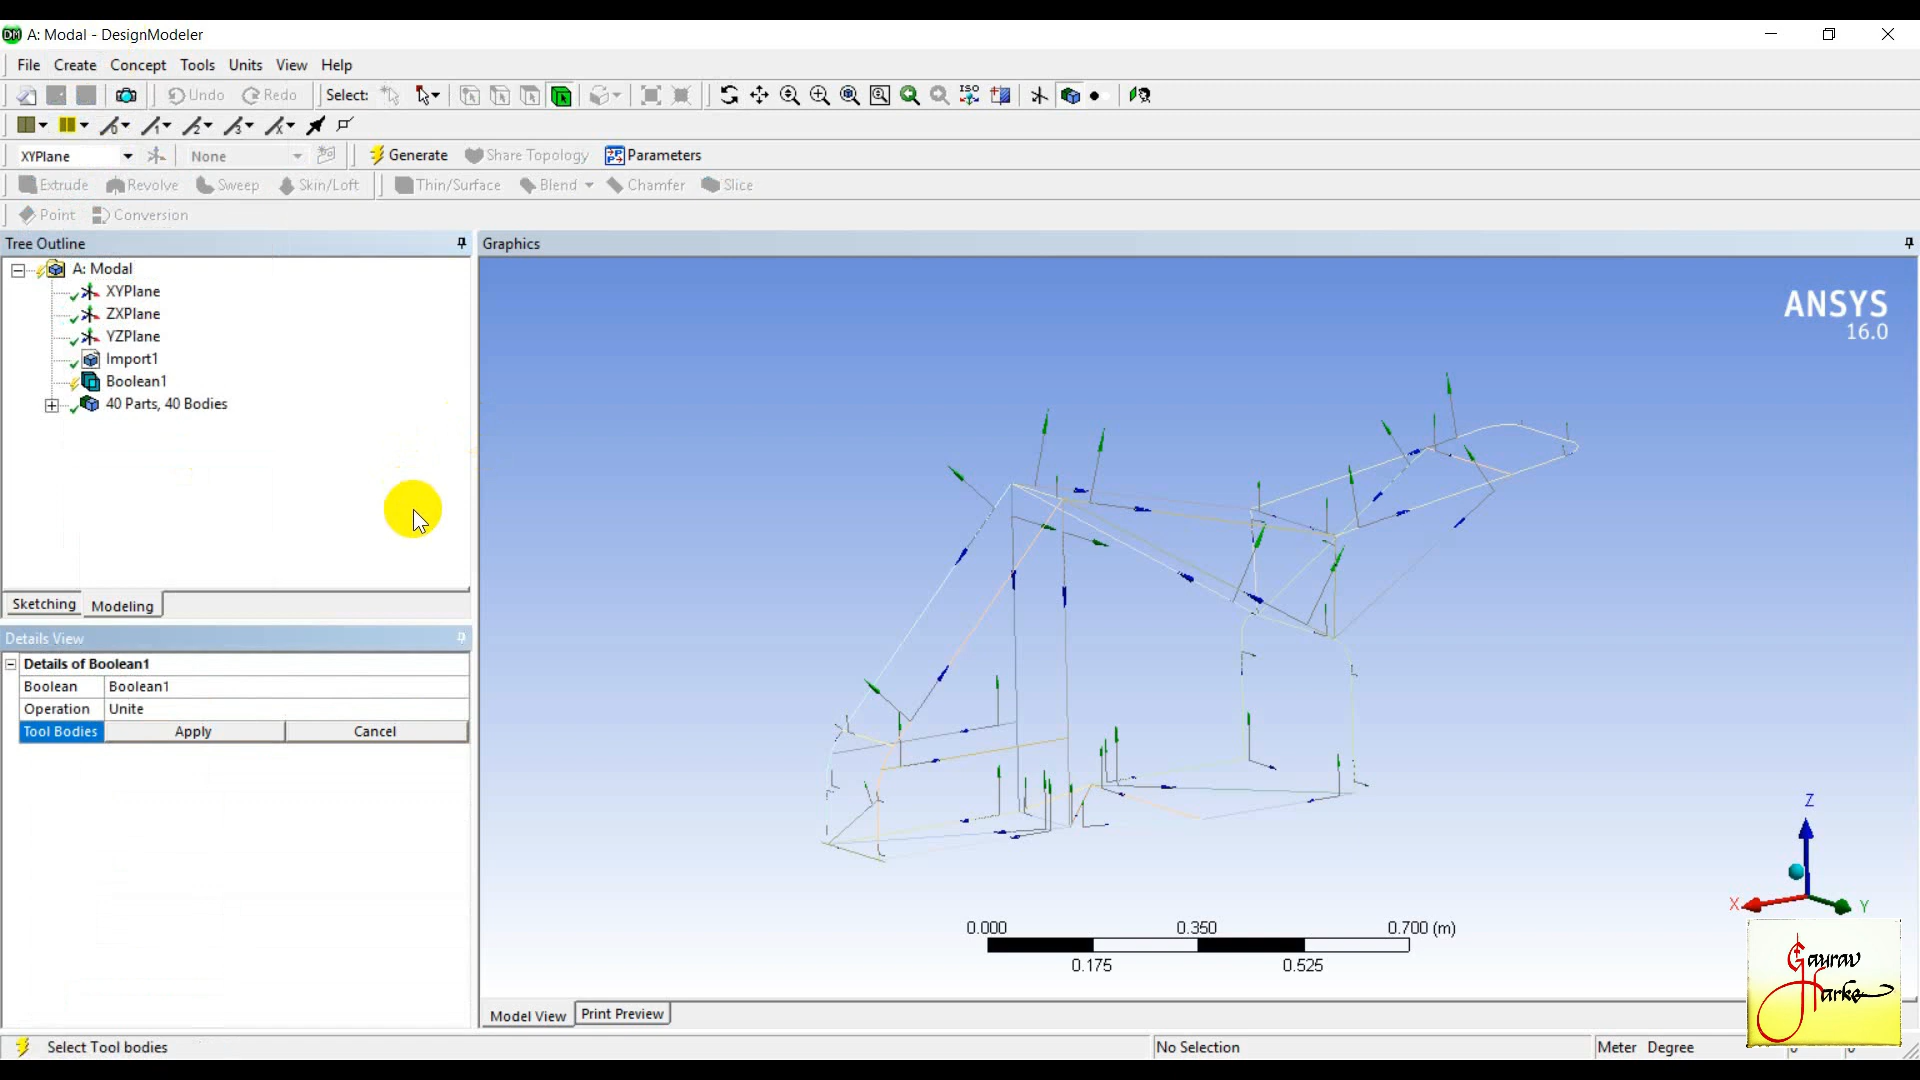 DM A: Modal - DesignModeler
File Create Concept Tools Units View Help
Undo Redo Select: ISO
XYPlane None Generate Share Topology Parameters
Extrude Revolve Sweep Skin/Loft Thin/Surface Blend Chamfer Slice
Point Conversion
Tree Outline
Graphics
A: Modal
XYPlane
ZXPlane
YZPlane
Import1
Boolean1
40 Parts, 40 Bodies
Sketching Modeling
Details View
Details of Boolean1
Boolean Boolean1
Operation Unite
Tool Bodies Apply Cancel
ANSYS
16.0
Z
X
Y
0.000 0.350 0.700 (m)
0.175 0.525
Gaurav
Harke
Model View Print Preview
Select Tool bodies No Selection Meter Degree